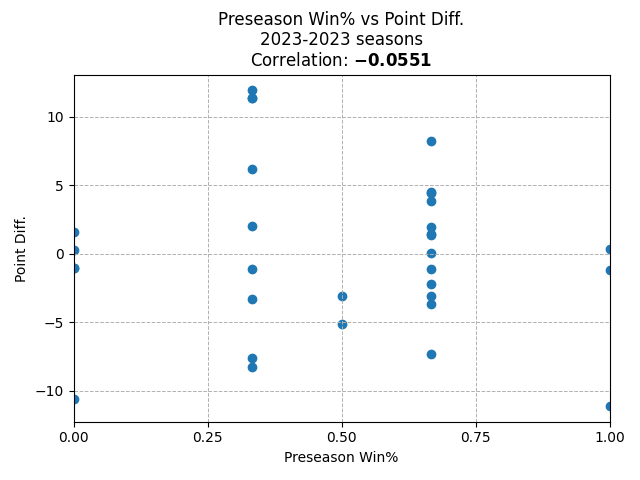 Preseason Win% vs Point Diff.
2023-2023 seasons
Correlation: −0.0551
10
5
0
−5
−10
Point Diff.
0.00 0.25 0.50 0.75 1.00
Preseason Win%